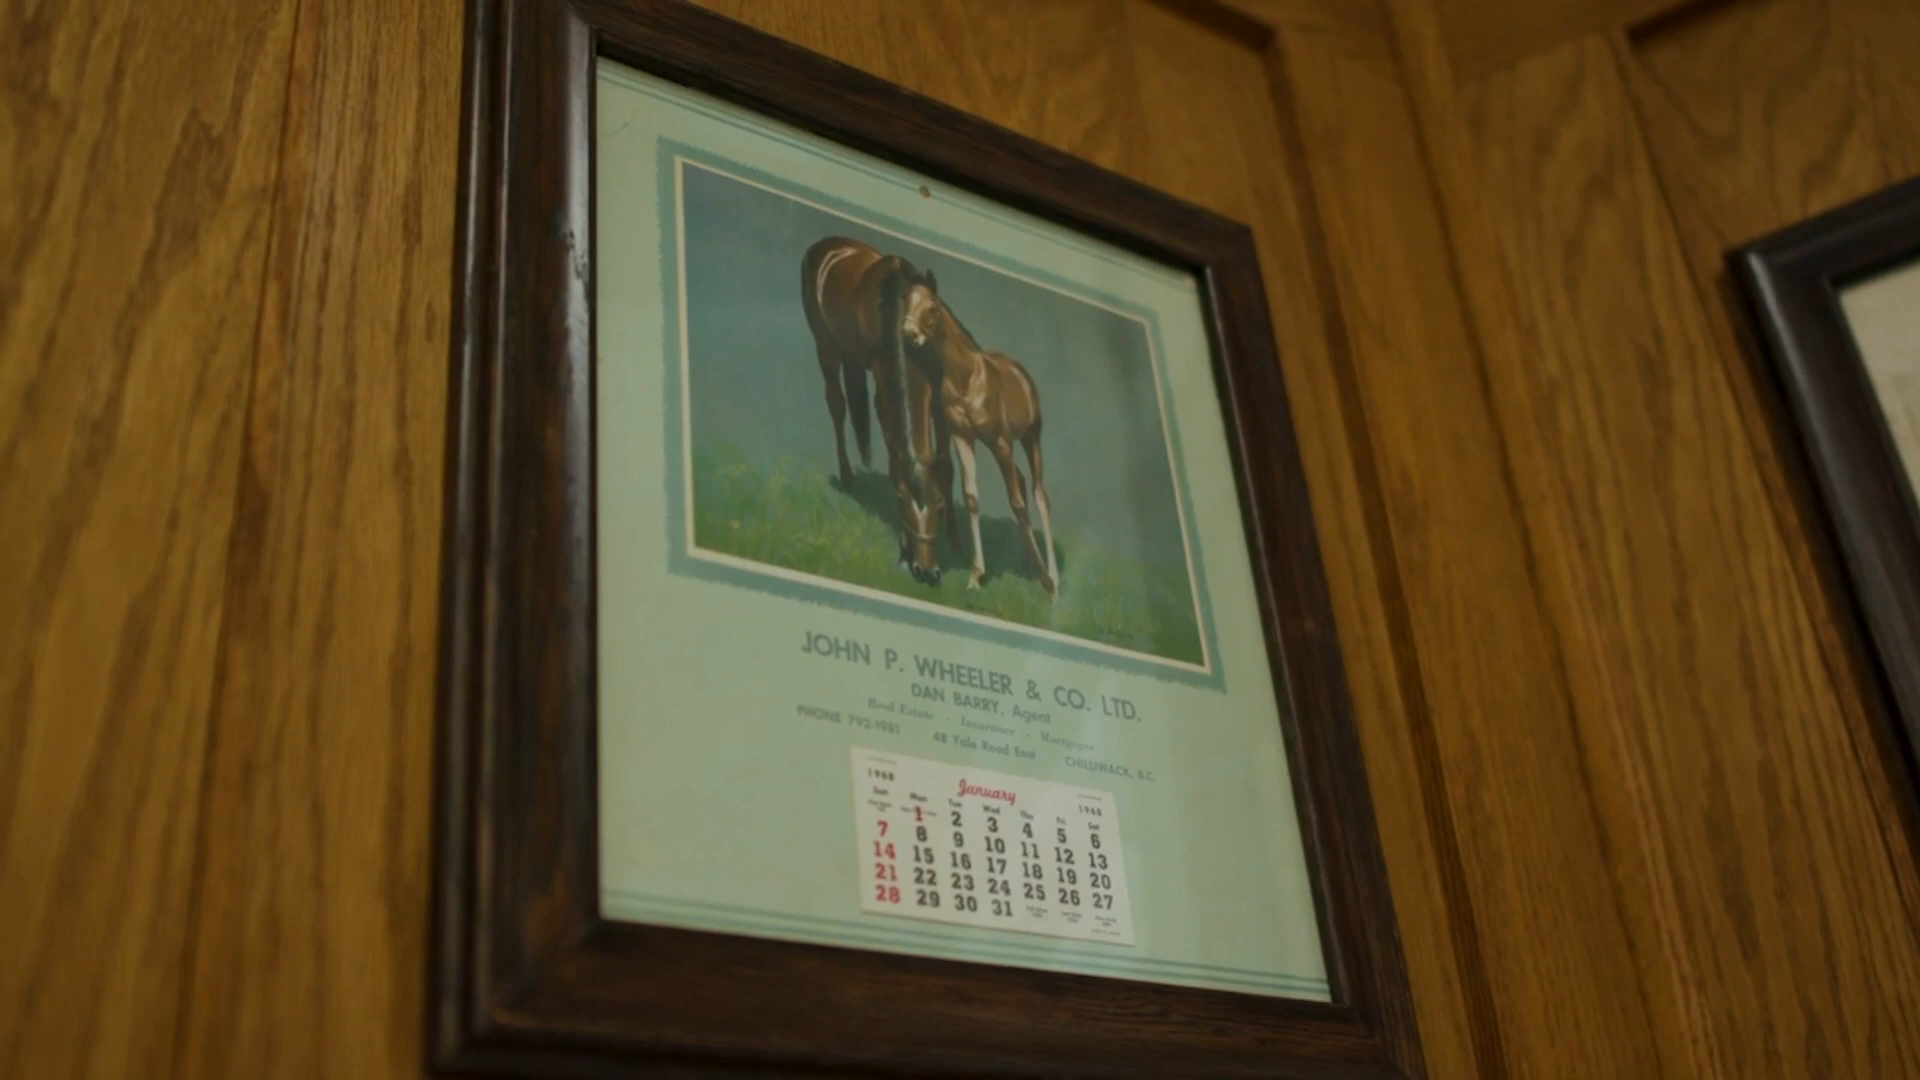 JOHN P. WHEELER & CO. LTD.
DAN BARRY, Agent
Real Estate - Insurance - Mortgages
PHONE 792-1981 48 Yale Road East CHILLIWACK, B.C.
1968 January 1968
Sun Mon Tue Wed Thu Fri Sat
1 2 3 4 5 6
7 8 9 10 11 12 13
14 15 16 17 18 19 20
21 22 23 24 25 26 27
28 29 30 31